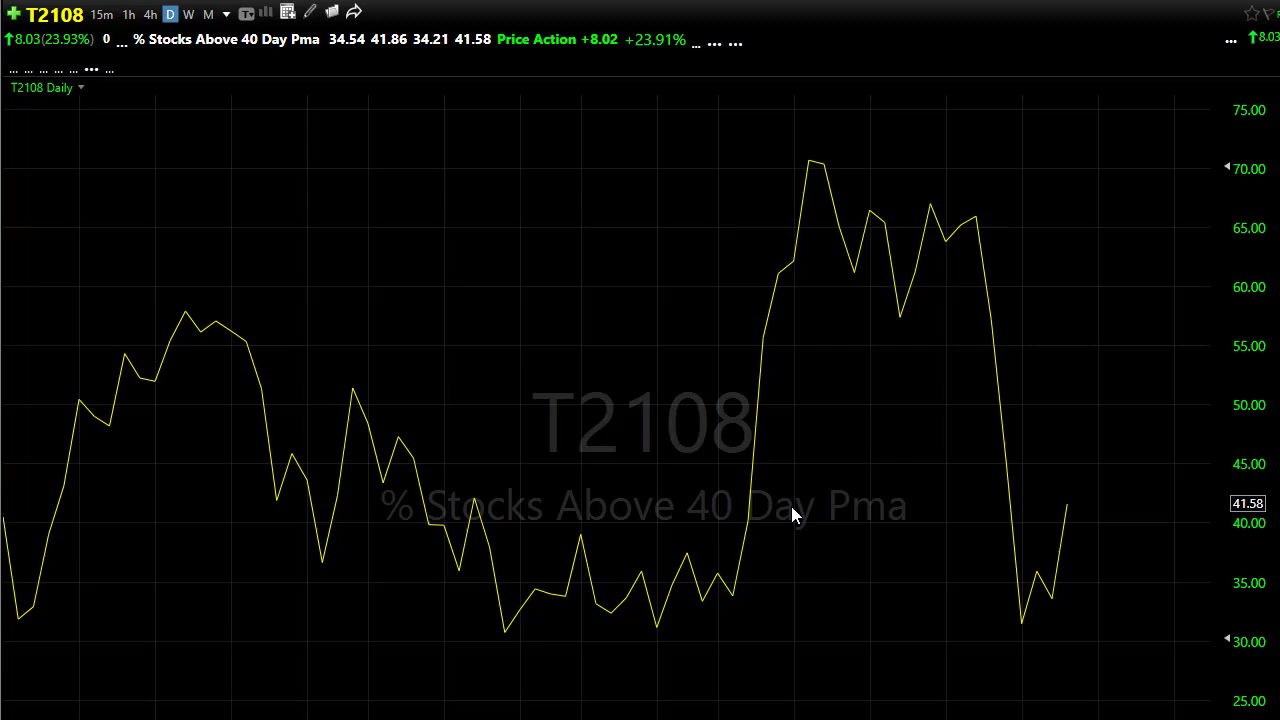 T2108 15m 1h 4h D W M
8.03(23.93%) 0 ... % Stocks Above 40 Day Pma 34.54 41.86 34.21 41.58 Price Action +8.02 +23.91% ... ... ... ... 8.03
... ... ... ... ... ... ...
T2108 Daily
75.00
70.00
65.00
60.00
55.00
50.00
45.00
41.58
40.00
35.00
30.00
25.00
T2108
% Stocks Above 40 Day Pma